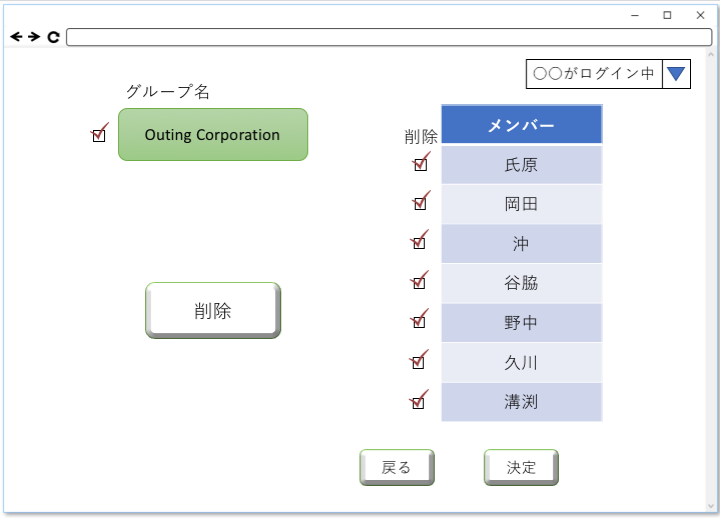 ○○がログイン中
グループ名
Outing Corporation
削除
メンバー
削除
氏原
岡田
沖
谷脇
野中
久川
溝渕
戻る
決定